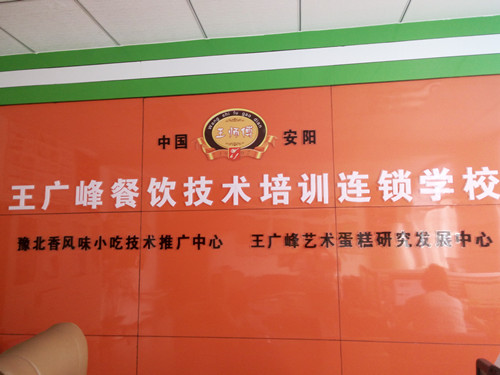 中国 王师傅 安阳
王广峰餐饮技术培训连锁学校
豫北香风味小吃技术推广中心 王广峰艺术蛋糕研究发展中心